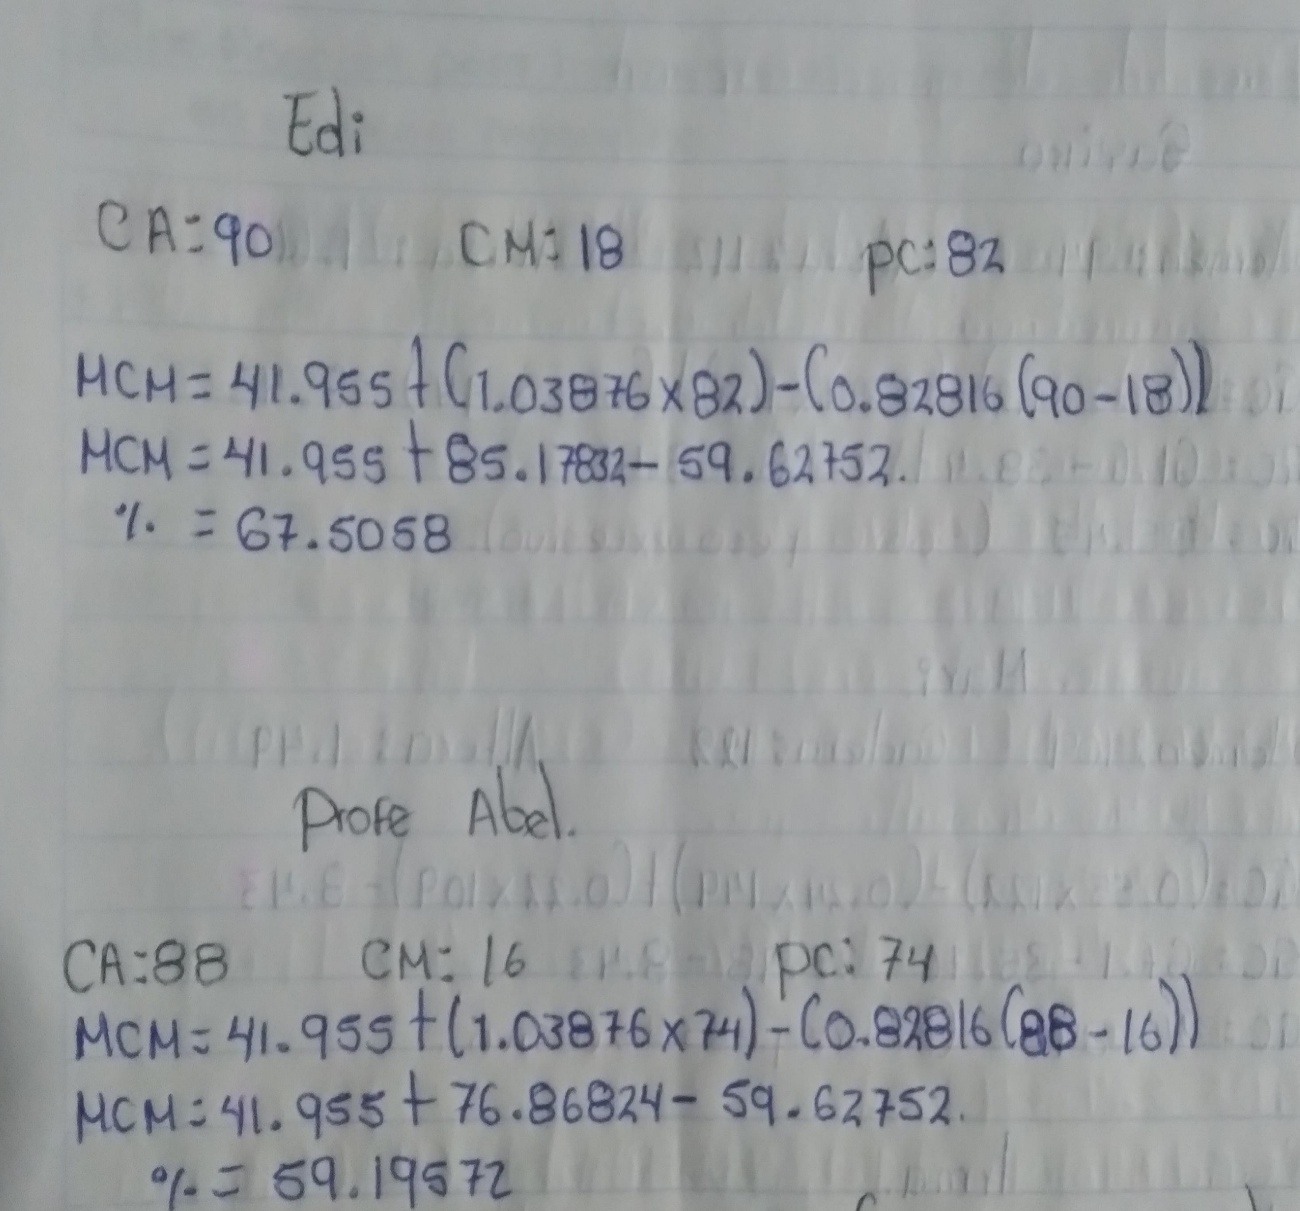 Edi
CA=90 CM=18 pc:82
MCM=41.955+(1.03876x82)-(0.82816(90-18))
MCM=41.955+85.17832-59.62752.
%=67.5058
Profe Abel.
CA=88 CM=16 pc:74
MCM=41.955+(1.03876x74)-(0.82816(88-16))
MCM=41.955+76.86824-59.62752.
%=59.19572